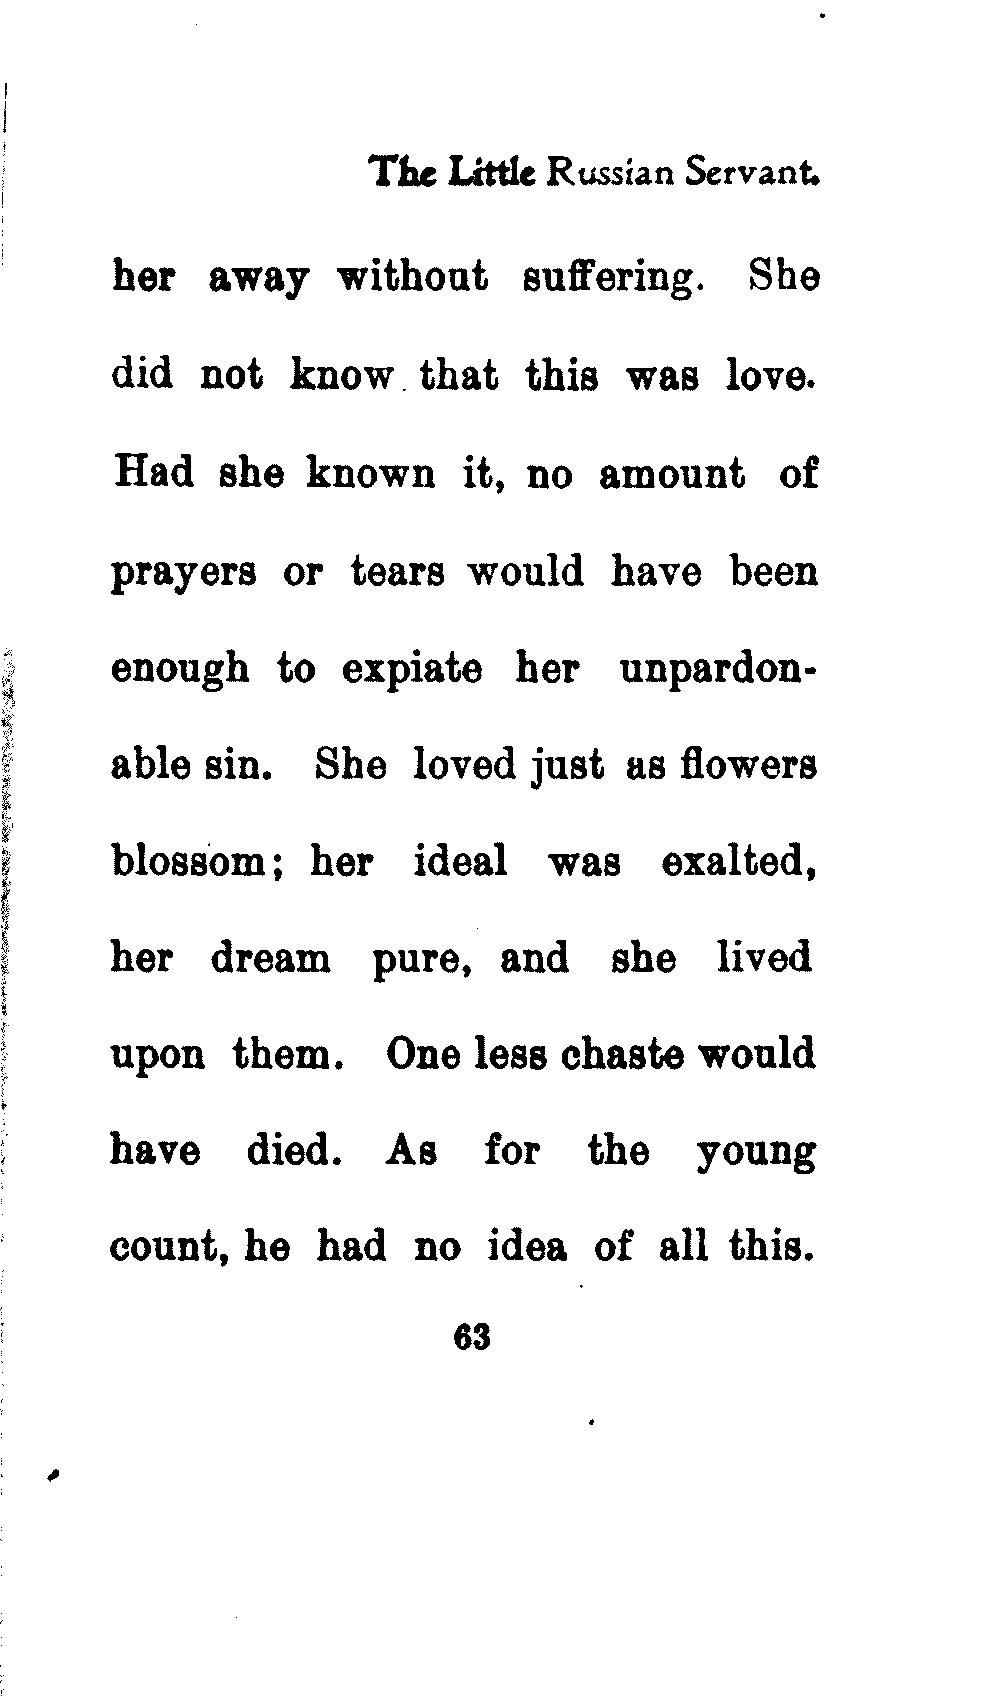 The Little Russian Servant.
her away without suffering. She
did not know that this was love.
Had she known it, no amount of
prayers or tears would have been
enough to expiate her unpardon-
able sin. She loved just as flowers
blossom; her ideal was exalted,
her dream pure, and she lived
upon them. One less chaste would
have died. As for the young
count, he had no idea of all this.
63